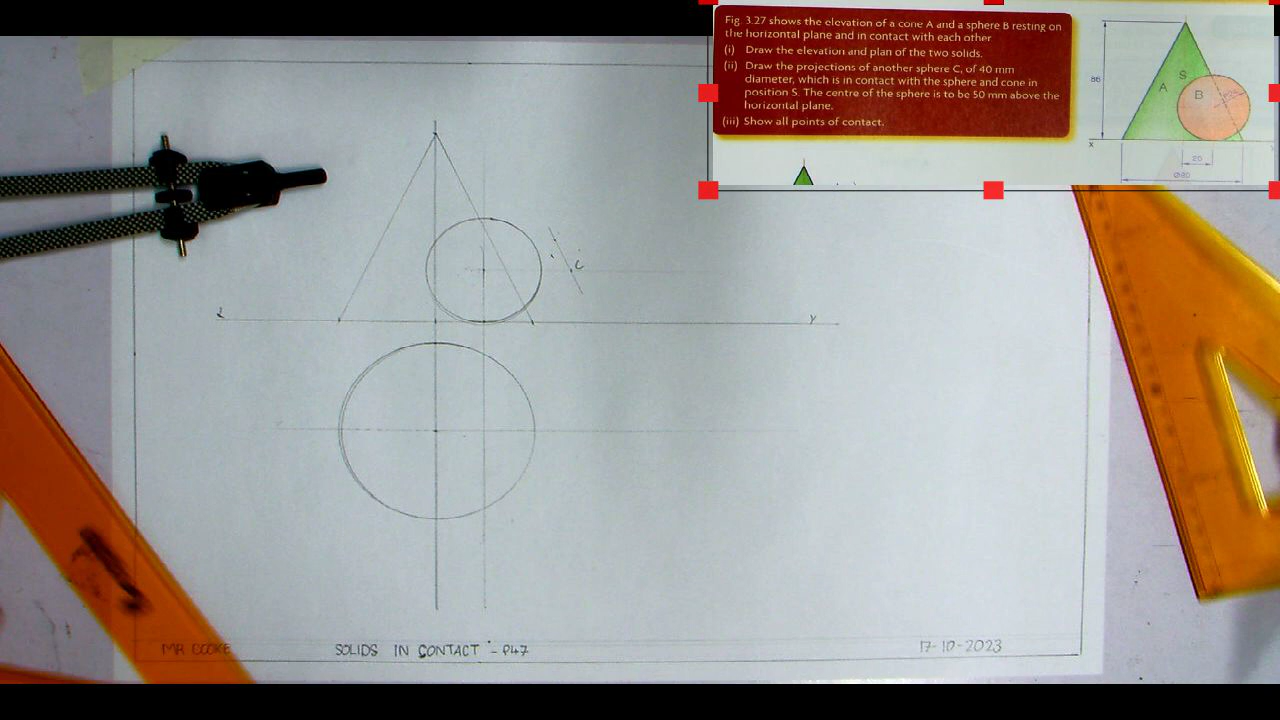 Fig 3.27 shows the elevation of a cone A and a sphere B resting on
the horizontal plane and in contact with each other
(i) Draw the elevation and plan of the two solids.
(ii) Draw the projections of another sphere C, of 40 mm
diameter, which is in contact with the sphere and cone in
position S. The centre of the sphere is to be 50 mm above the
horizontal plane.
(iii) Show all points of contact.
S
A
B
86
X
20
Ø80
C
X
Y
MR COOKE
SOLIDS IN CONTACT - P47
17-10-2023